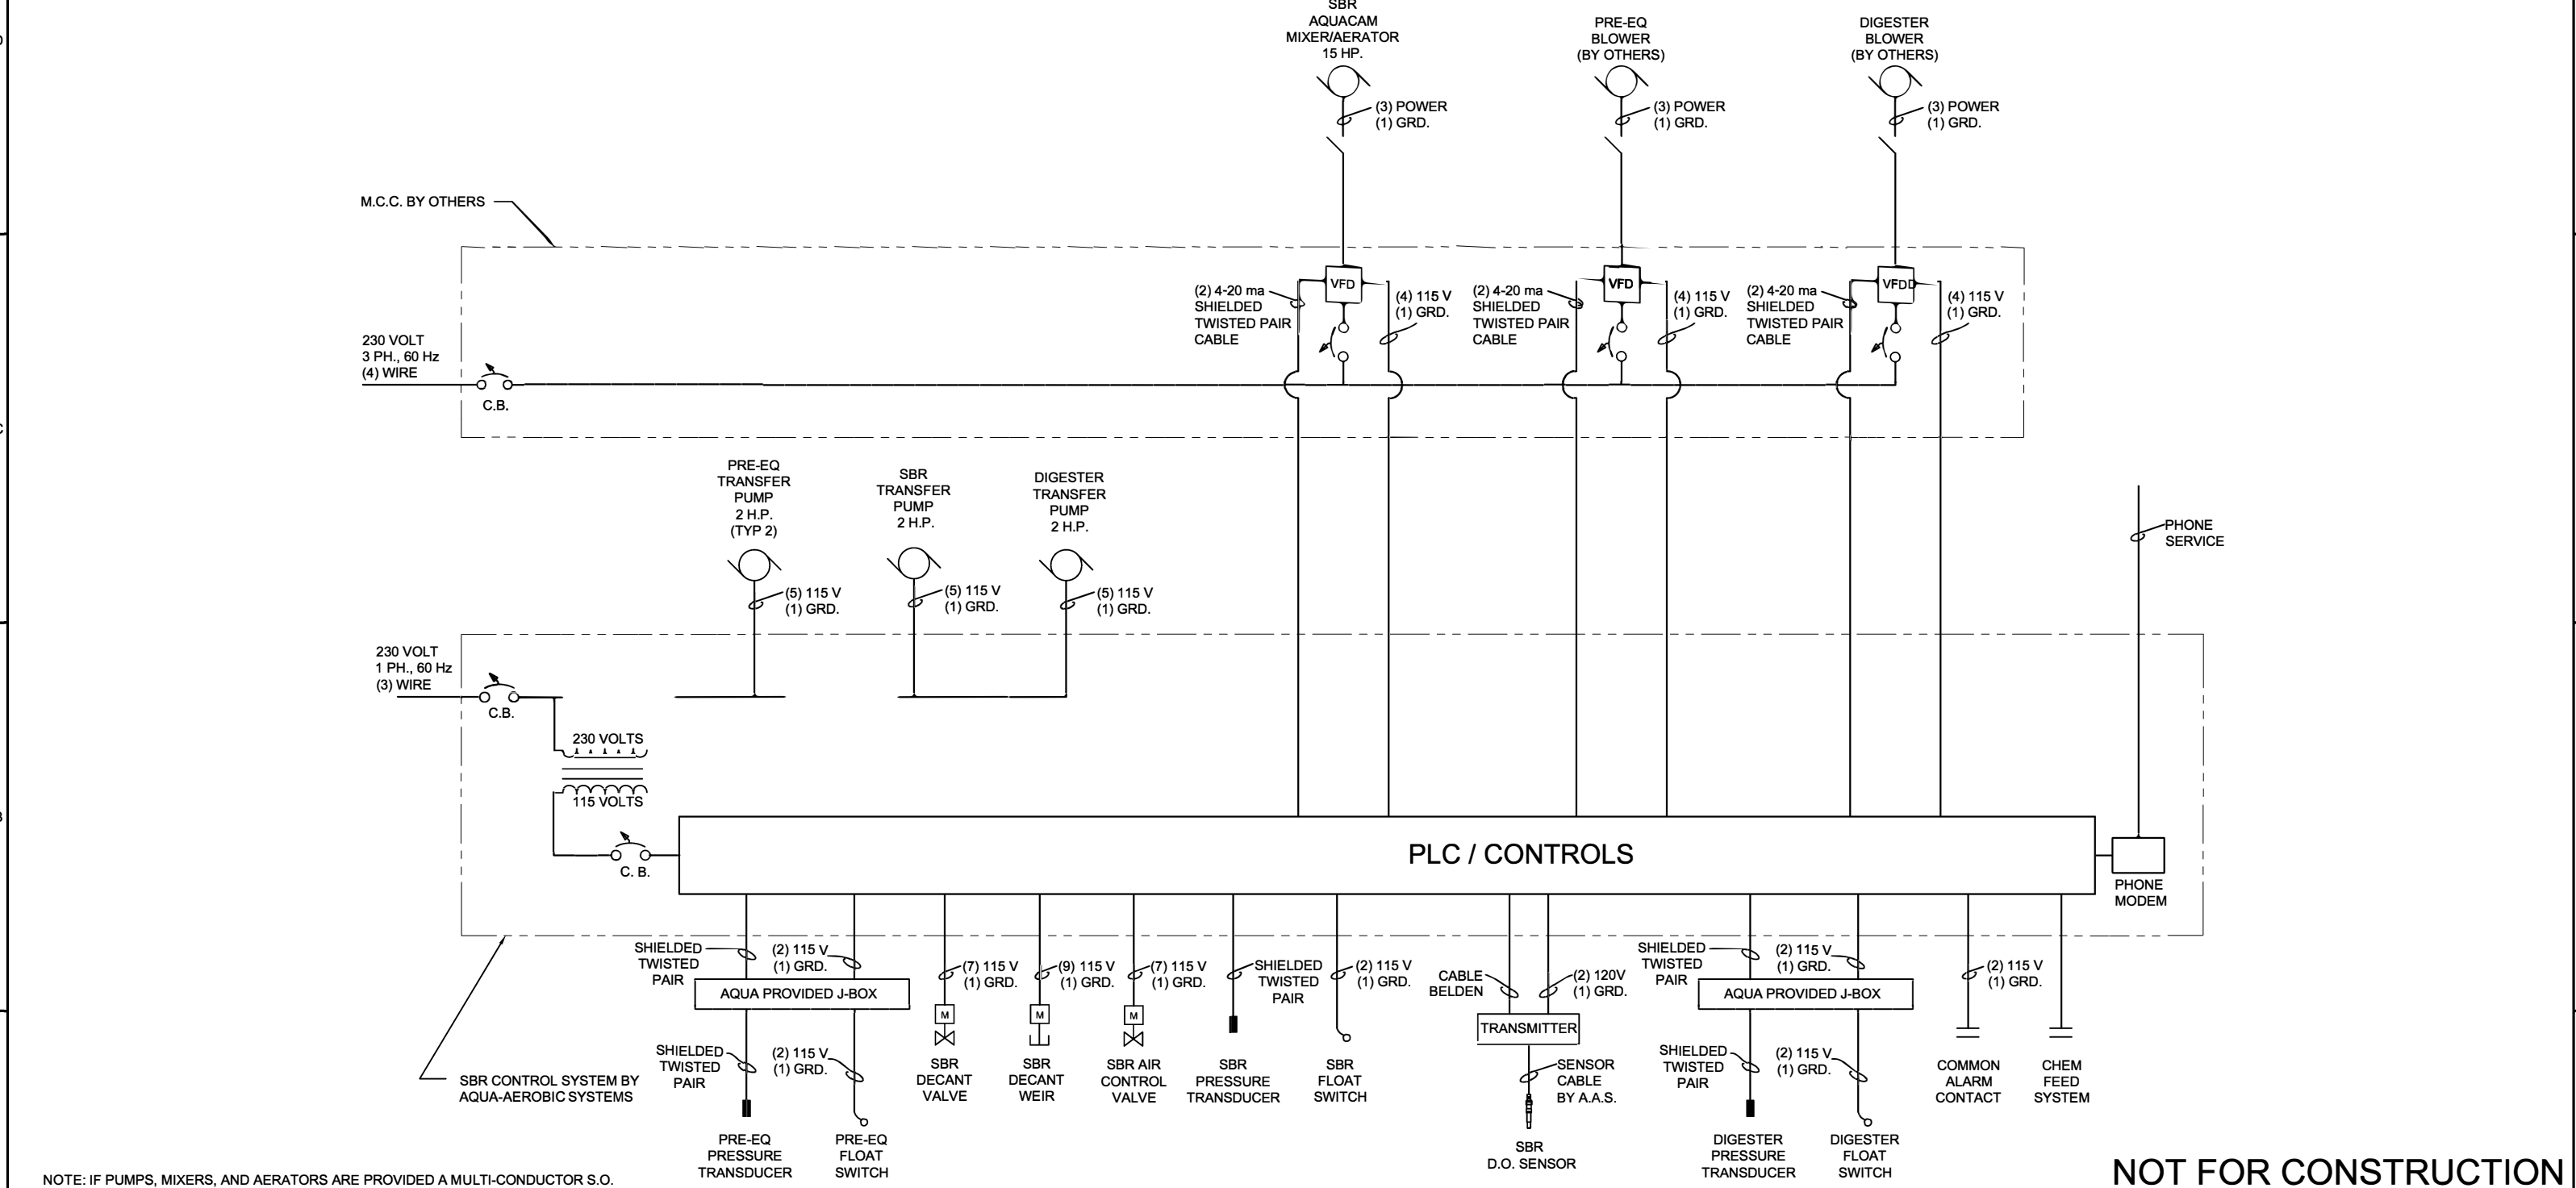 SBR
AQUACAM
MIXER/AERATOR
15 HP.
PRE-EQ
BLOWER
(BY OTHERS)
DIGESTER
BLOWER
(BY OTHERS)
(3) POWER
(1) GRD.
(3) POWER
(1) GRD.
(3) POWER
(1) GRD.
M.C.C. BY OTHERS
VFD
VFD
VFDD
(2) 4-20 ma
SHIELDED
TWISTED PAIR
CABLE
(4) 115 V
(1) GRD.
(2) 4-20 ma
SHIELDED
TWISTED PAIR
CABLE
(4) 115 V
(1) GRD.
(2) 4-20 ma
SHIELDED
TWISTED PAIR
CABLE
(4) 115 V
(1) GRD.
230 VOLT
3 PH., 60 Hz
(4) WIRE
C.B.
PRE-EQ
TRANSFER
PUMP
2 H.P.
(TYP 2)
SBR
TRANSFER
PUMP
2 H.P.
DIGESTER
TRANSFER
PUMP
2 H.P.
PHONE
SERVICE
(5) 115 V
(1) GRD.
(5) 115 V
(1) GRD.
(5) 115 V
(1) GRD.
230 VOLT
1 PH., 60 Hz
(3) WIRE
C.B.
230 VOLTS
115 VOLTS
C. B.
PLC / CONTROLS
PHONE
MODEM
SHIELDED
TWISTED
PAIR
(2) 115 V
(1) GRD.
AQUA PROVIDED J-BOX
SHIELDED
TWISTED
PAIR
(2) 115 V
(1) GRD.
PRE-EQ
PRESSURE
TRANSDUCER
PRE-EQ
FLOAT
SWITCH
(7) 115 V
(1) GRD.
M
SBR
DECANT
VALVE
(9) 115 V
(1) GRD.
M
SBR
DECANT
WEIR
(7) 115 V
(1) GRD.
M
SBR AIR
CONTROL
VALVE
SHIELDED
TWISTED
PAIR
SBR
PRESSURE
TRANSDUCER
(2) 115 V
(1) GRD.
SBR
FLOAT
SWITCH
CABLE
BELDEN
(2) 120V
(1) GRD.
TRANSMITTER
SENSOR
CABLE
BY A.A.S.
SBR
D.O. SENSOR
SHIELDED
TWISTED
PAIR
(2) 115 V
(1) GRD.
AQUA PROVIDED J-BOX
SHIELDED
TWISTED
PAIR
(2) 115 V
(1) GRD.
DIGESTER
PRESSURE
TRANSDUCER
DIGESTER
FLOAT
SWITCH
(2) 115 V
(1) GRD.
COMMON
ALARM
CONTACT
CHEM
FEED
SYSTEM
SBR CONTROL SYSTEM BY
AQUA-AEROBIC SYSTEMS
NOTE: IF PUMPS, MIXERS, AND AERATORS ARE PROVIDED A MULTI-CONDUCTOR S.O.
NOT FOR CONSTRUCTION